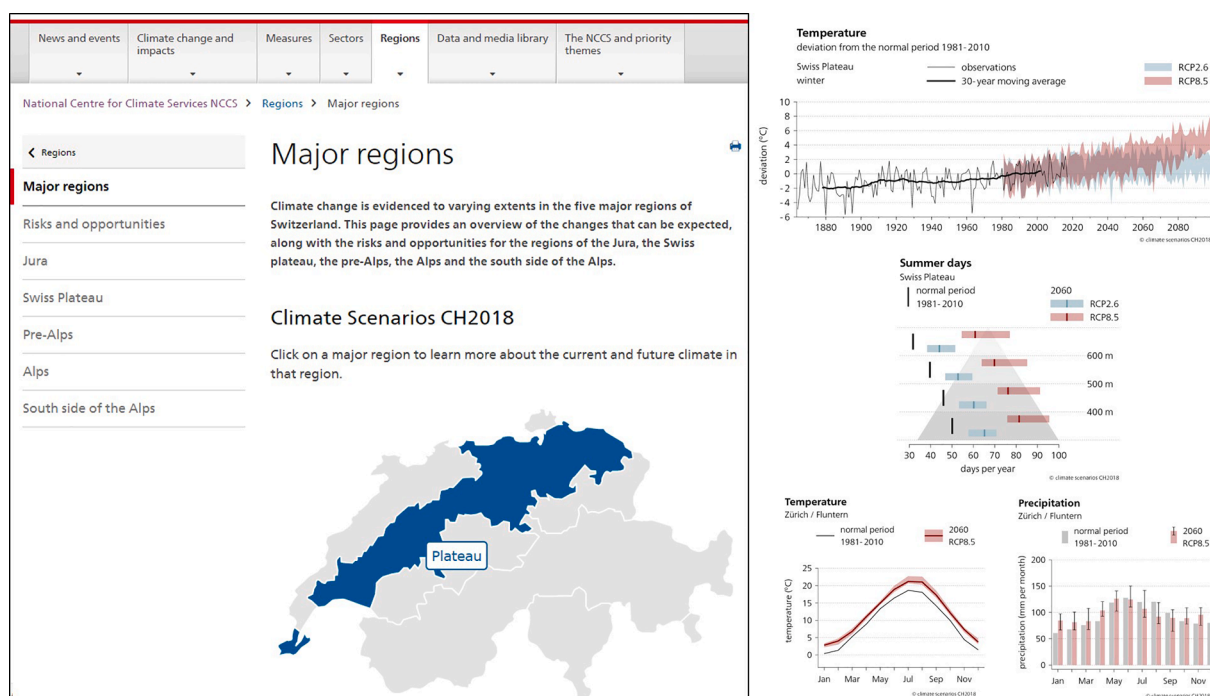 News and events
Climate change and
impacts
Measures
Sectors
Regions
Data and media library
The NCCS and priority
themes
National Centre for Climate Services NCCS > Regions > Major regions
Regions
Major regions
Risks and opportunities
Jura
Swiss Plateau
Pre-Alps
Alps
South side of the Alps
Major regions
Climate change is evidenced to varying extents in the five major regions of
Switzerland. This page provides an overview of the changes that can be expected,
along with the risks and opportunities for the regions of the Jura, the Swiss
plateau, the pre-Alps, the Alps and the south side of the Alps.
Climate Scenarios CH2018
Click on a major region to learn more about the current and future climate in
that region.
Plateau
Temperature
deviation from the normal period 1981-2010
Swiss Plateau
winter
observations
30-year moving average
RCP2.6
RCP8.5
deviation (°C)
10
8
6
4
2
0
-2
-4
-6
1880 1900 1920 1940 1960 1980 2000 2020 2040 2060 2080
© climate scenarios CH2018
Summer days
Swiss Plateau
normal period
1981-2010
2060
RCP2.6
RCP8.5
600 m
500 m
400 m
30 40 50 60 70 80 90 100
days per year
© climate scenarios CH2018
Temperature
Zürich / Fluntern
normal period
1981-2010
2060
RCP8.5
temperature (°C)
25
20
15
10
5
0
Jan Mar May Jul Sep Nov
© climate scenarios CH2018
Precipitation
Zürich / Fluntern
normal period
1981-2010
2060
RCP8.5
precipitation (mm per month)
200
150
100
50
0
Jan Mar May Jul Sep Nov
© climate scenarios CH2018